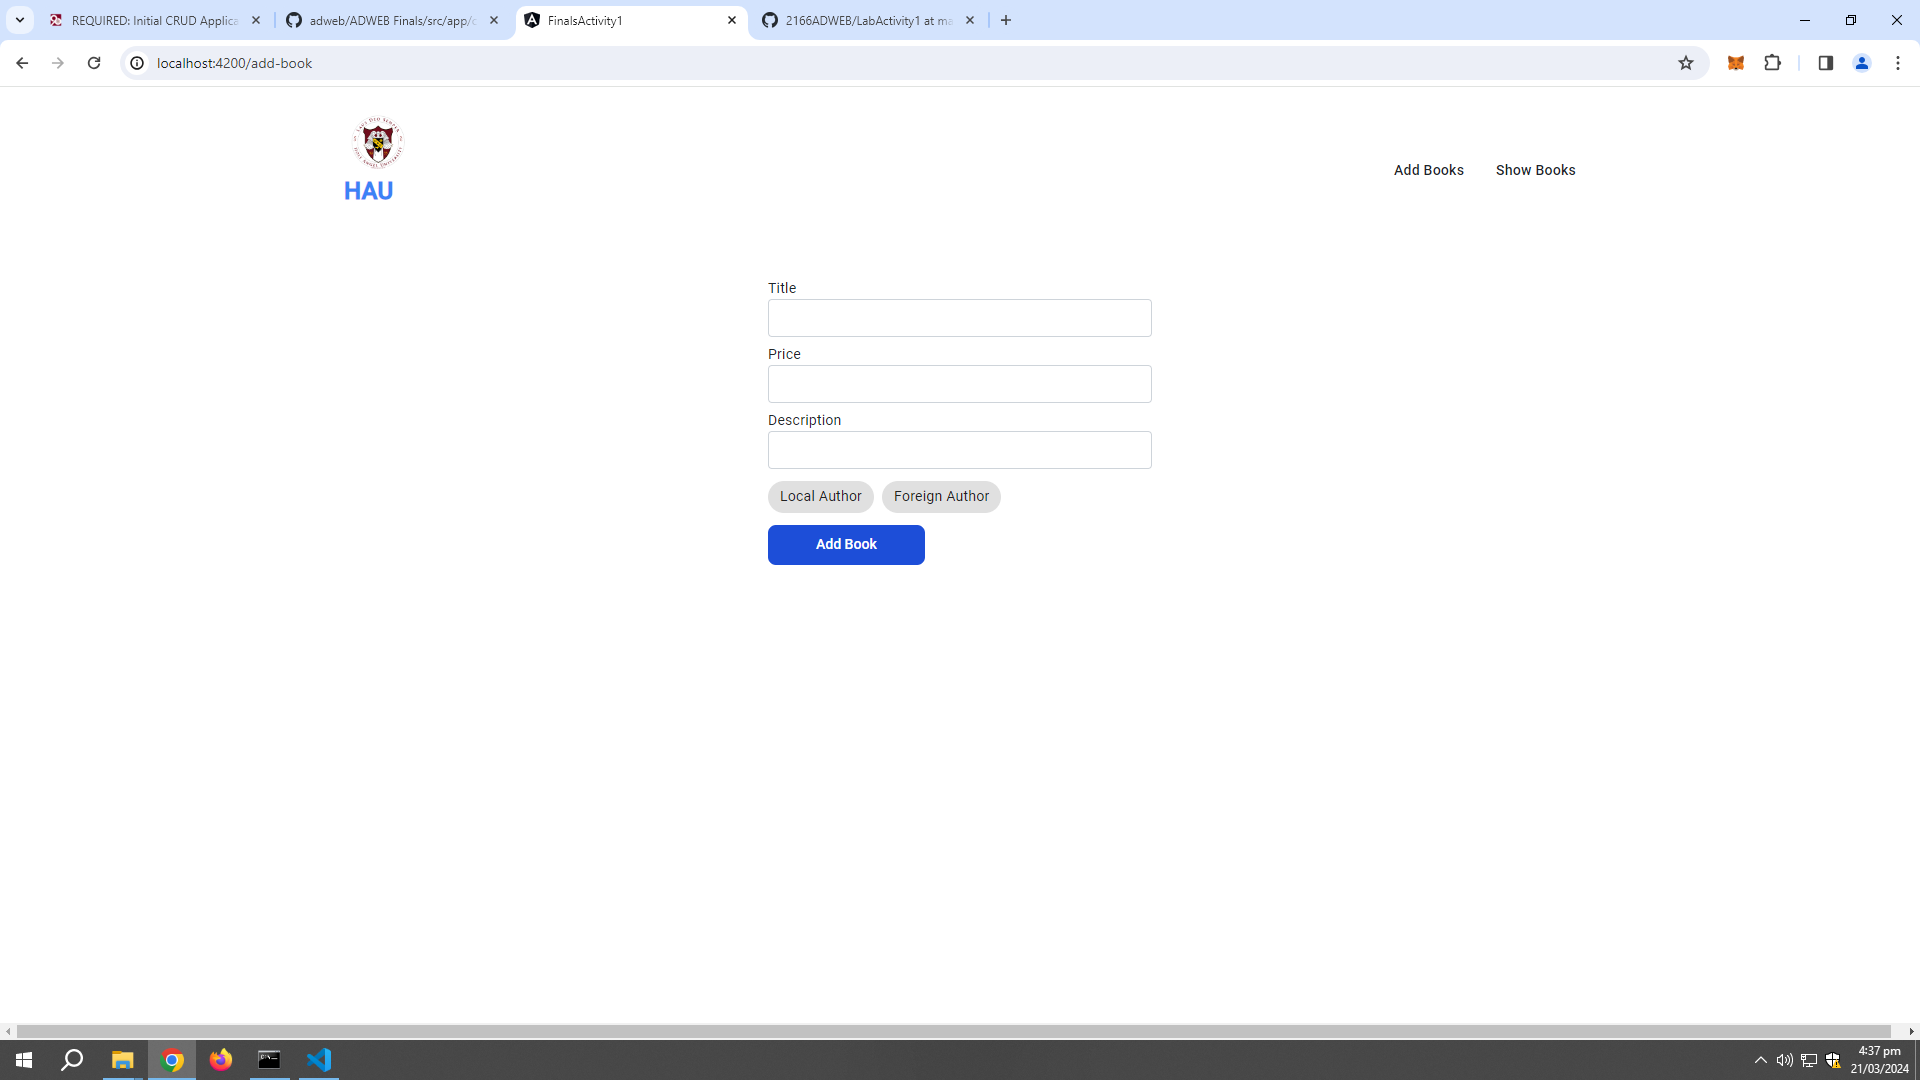 REQUIRED: Initial CRUD Applica
adweb/ADWEB Finals/src/app/c
FinalsActivity1
2166ADWEB/LabActivity1 at ma
localhost:4200/add-book
HAU
Add Books
Show Books
Title
Price
Description
Local Author
Foreign Author
Add Book
4:37 pm
21/03/2024